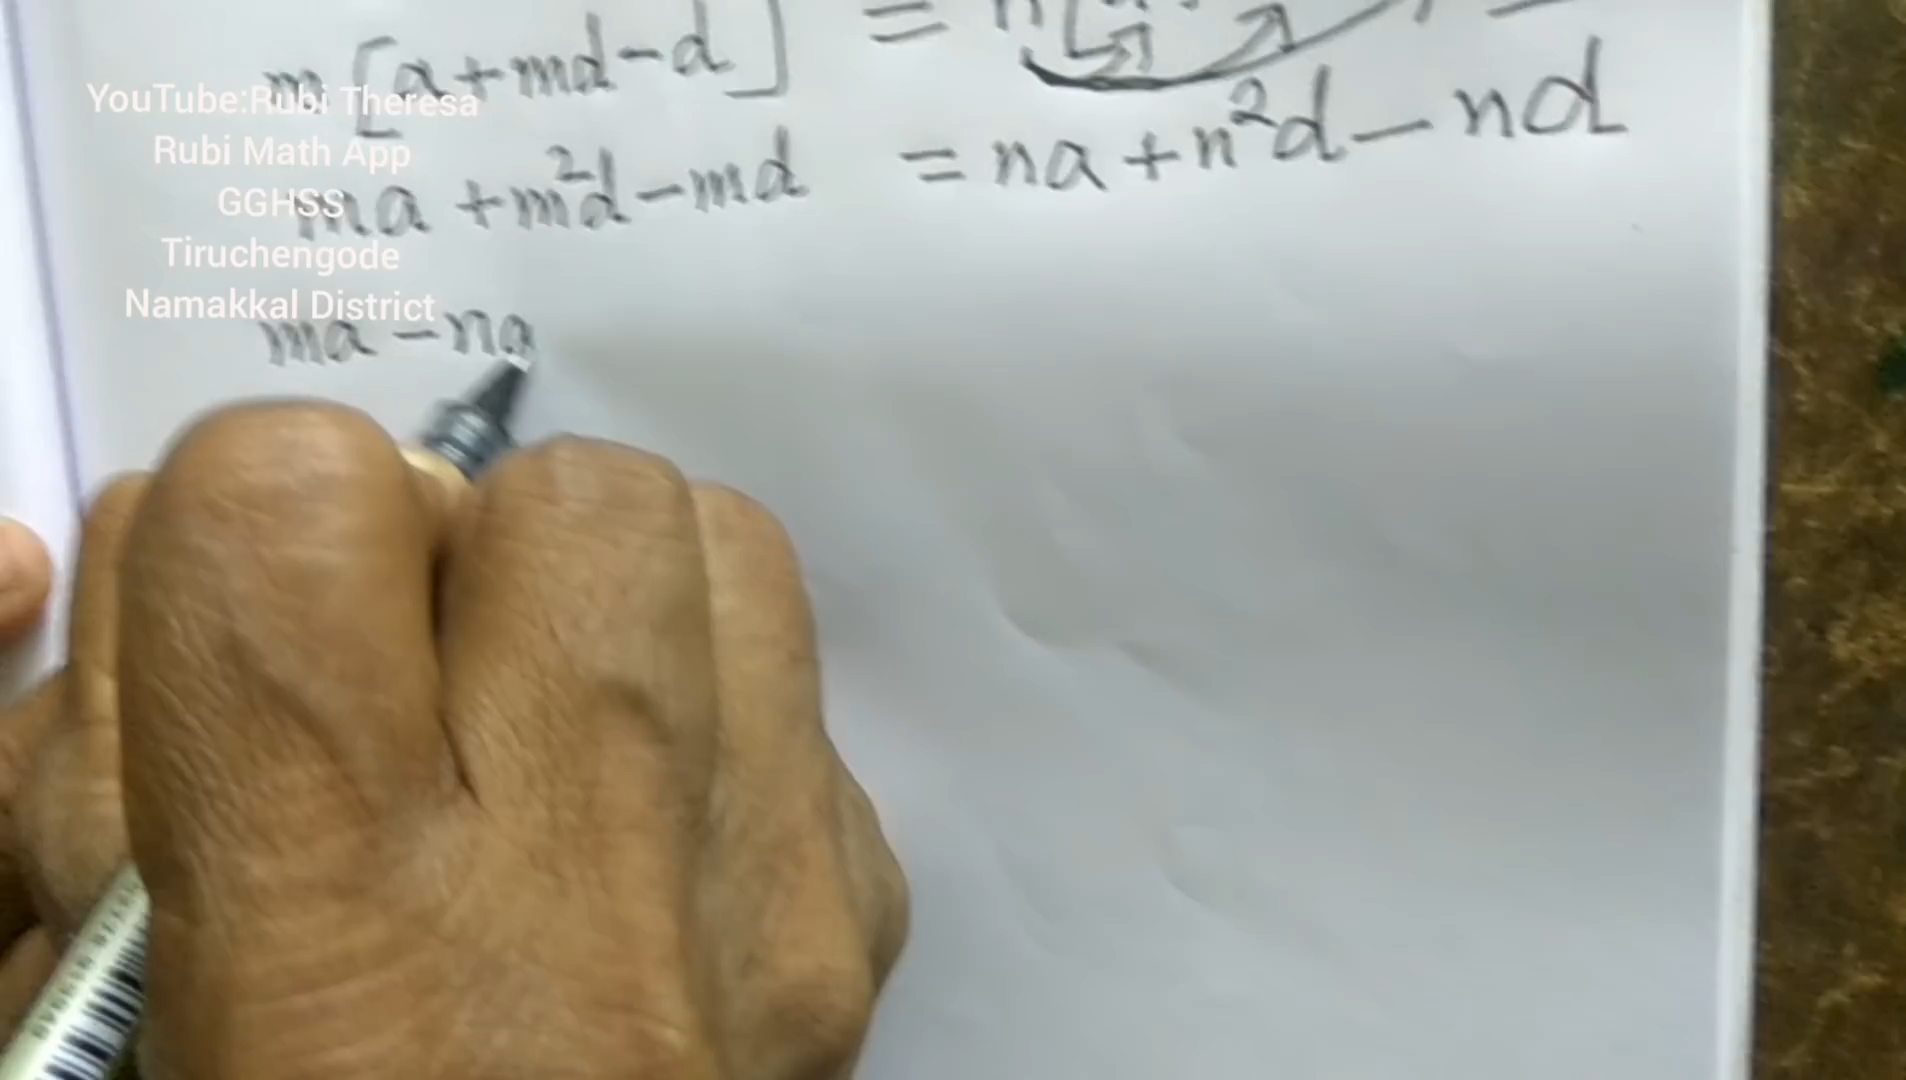 m[a+md-d] = n[
ma + m²d - md = na + n²d - nd
ma - na
YouTube:Rubi Theresa
Rubi Math App
GGHSS
Tiruchengode
Namakkal District